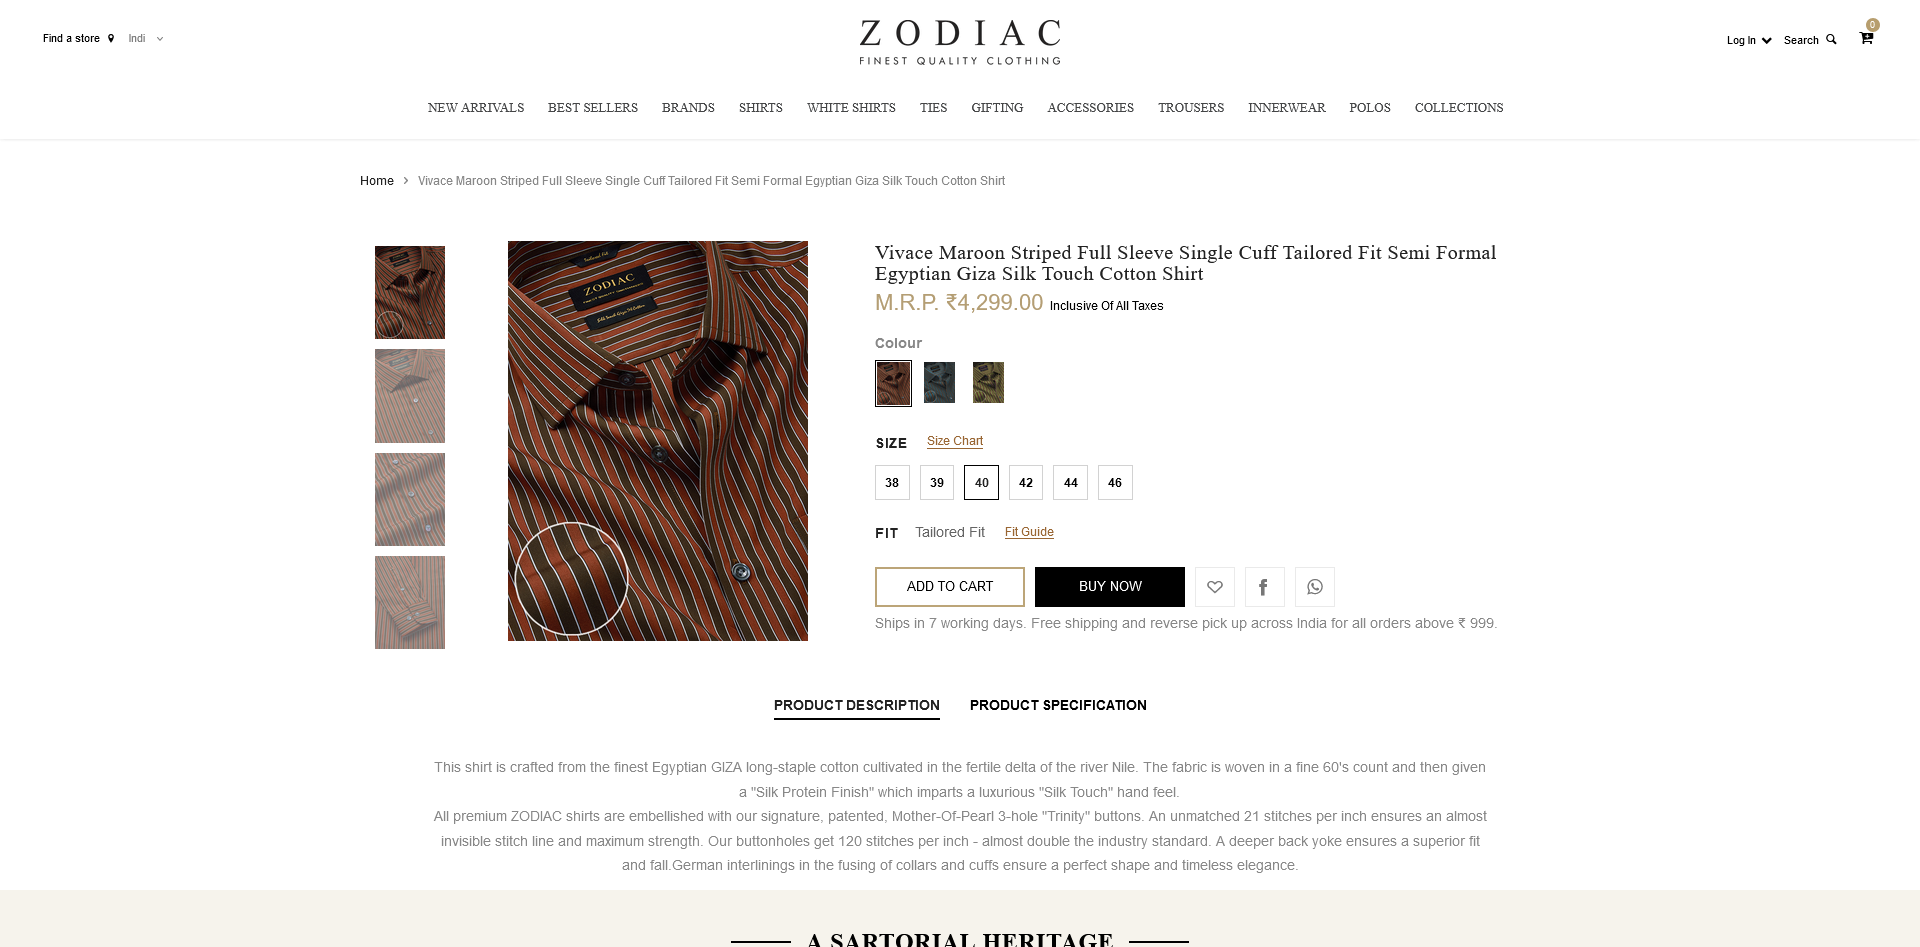 Find a store
Indi
ZODIAC
FINEST QUALITY CLOTHING
Log In
Search
0
NEW ARRIVALS
BEST SELLERS
BRANDS
SHIRTS
WHITE SHIRTS
TIES
GIFTING
ACCESSORIES
TROUSERS
INNERWEAR
POLOS
COLLECTIONS
Home
Vivace Maroon Striped Full Sleeve Single Cuff Tailored Fit Semi Formal Egyptian Giza Silk Touch Cotton Shirt
Tailored Fit
ZODIAC
Vivace Maroon Striped Full Sleeve Single Cuff Tailored Fit Semi Formal
Egyptian Giza Silk Touch Cotton Shirt
M.R.P. ₹4,299.00 Inclusive Of All Taxes
Colour
SIZE
Size Chart
38
39
40
42
44
46
FIT
Tailored Fit
Fit Guide
ADD TO CART
BUY NOW
Ships in 7 working days. Free shipping and reverse pick up across India for all orders above ₹ 999.
PRODUCT DESCRIPTION
PRODUCT SPECIFICATION
This shirt is crafted from the finest Egyptian GIZA long-staple cotton cultivated in the fertile delta of the river Nile. The fabric is woven in a fine 60's count and then given
a "Silk Protein Finish" which imparts a luxurious "Silk Touch" hand feel.
All premium ZODIAC shirts are embellished with our signature, patented, Mother-Of-Pearl 3-hole "Trinity" buttons. An unmatched 21 stitches per inch ensures an almost
invisible stitch line and maximum strength. Our buttonholes get 120 stitches per inch - almost double the industry standard. A deeper back yoke ensures a superior fit
and fall.German interlinings in the fusing of collars and cuffs ensure a perfect shape and timeless elegance.
A SARTORIAL HERITAGE